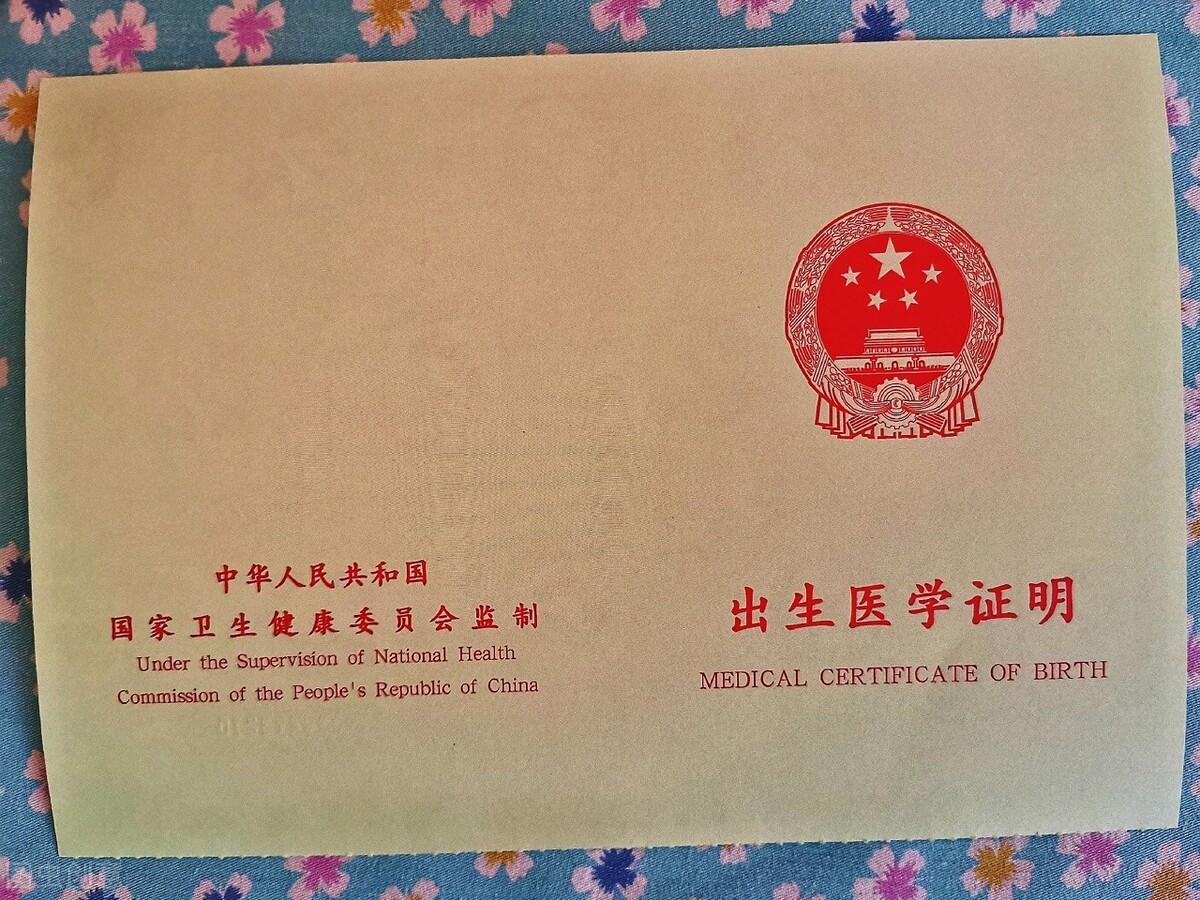 中华人民共和国
国家卫生健康委员会监制
Under the Supervision of National Health
Commission of the People's Republic of China
出生医学证明
MEDICAL CERTIFICATE OF BIRTH